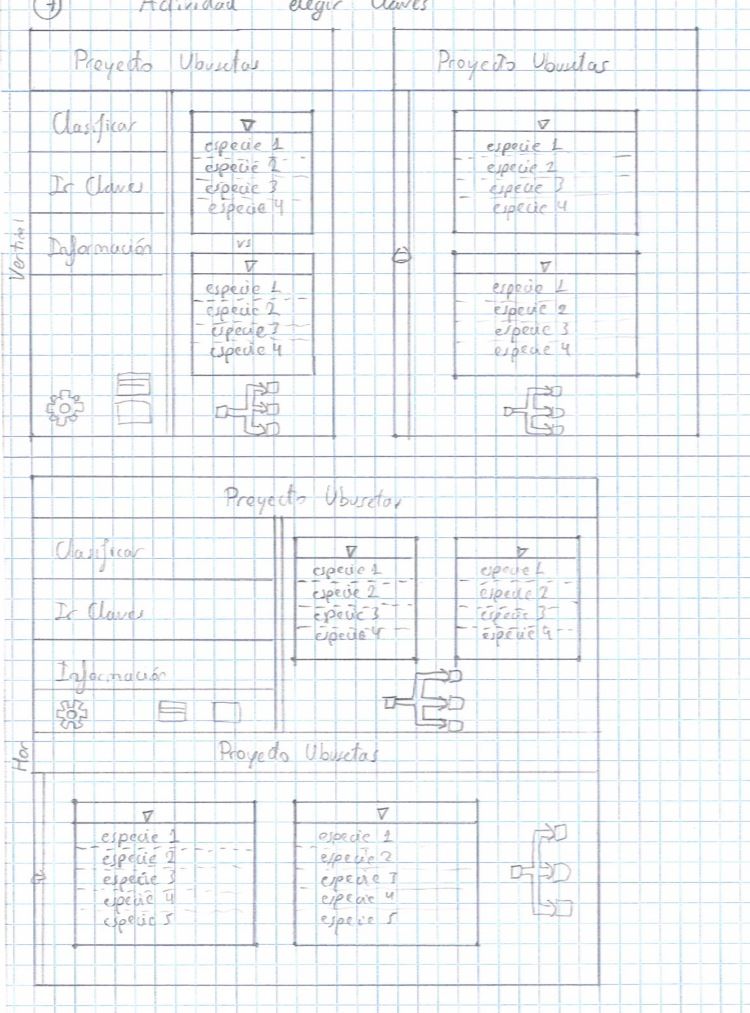 7 Actividad elegir Claves
Vertical
Proyecto Ubusetas
Clasificar
Ir Claves
Información
especie 1
especie 2
especie 3
especie 4
vs
especie 1
especie 2
especie 3
especie 4
Proyecto Ubusetas
especie 1
especie 2
especie 3
especie 4
especie 1
especie 2
especie 3
especie 4
Hor
Proyecto Ubusetas
Clasificar
Ir Claves
Información
especie 1
especie 2
especie 3
especie 4
especie 1
especie 2
especie 3
especie 4
Proyecto Ubusetas
especie 1
especie 2
especie 3
especie 4
especie 5
especie 1
especie 2
especie 3
especie 4
especie 5